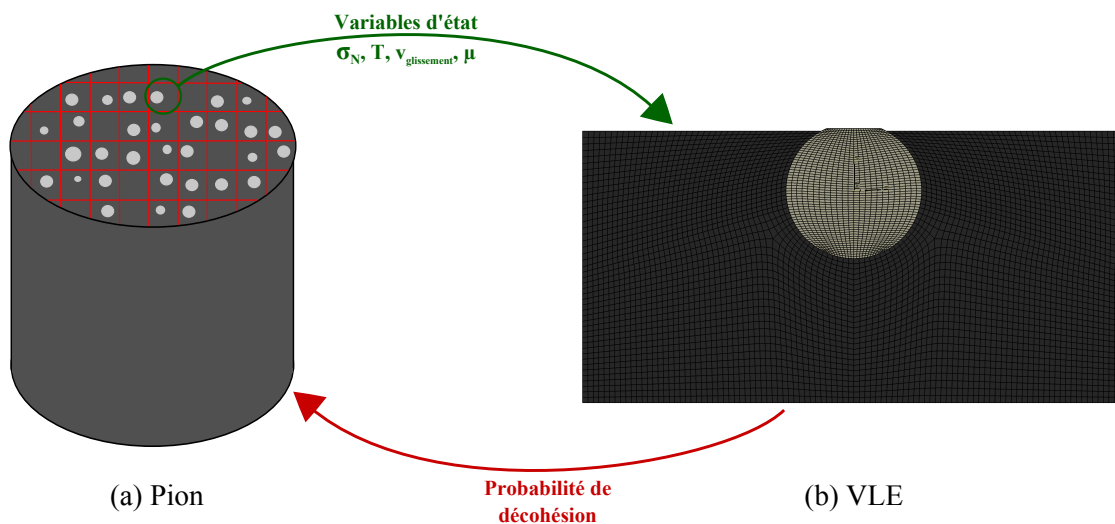 Variables d'état
σN, T, vglissement, μ
(a) Pion
Probabilité de
décohésion
(b) VLE